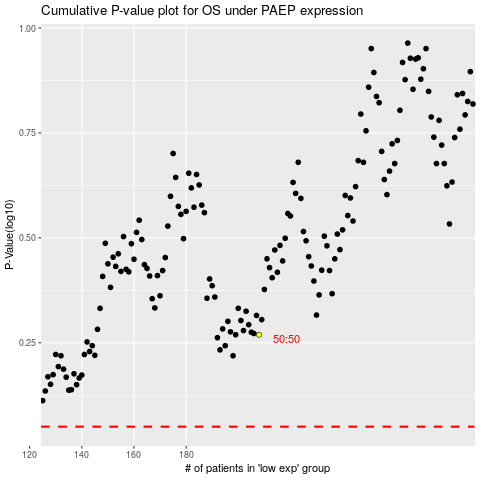 Cumulative P-value plot for OS under PAEP expression
P-Value(log10)
1.00
0.75
0.50
0.25
50:50
120 140 160 180
# of patients in 'low exp' group